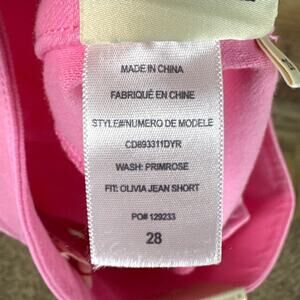 MADE IN CHINA
FABRIQUÉ EN CHINE
STYLE#/NUMERO DE MODELE
CD893311DYR
WASH: PRIMROSE
FIT: OLIVIA JEAN SHORT
PO# 129233
28